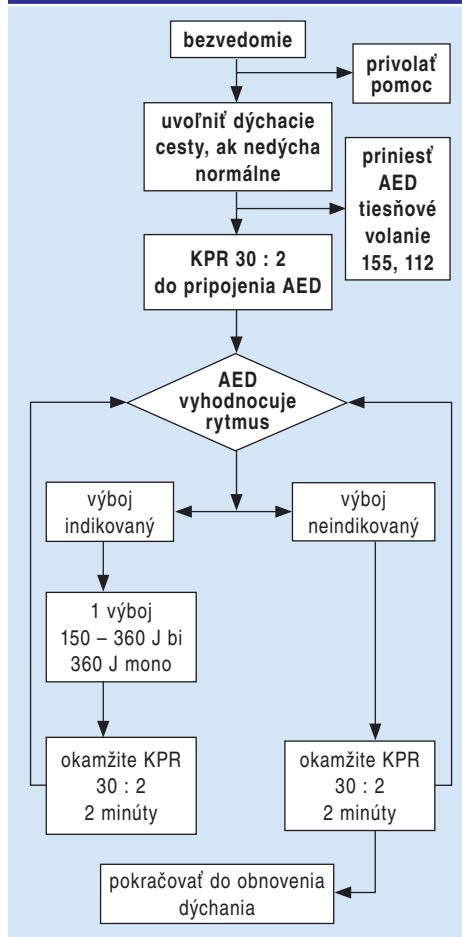 bezvedomie
privolať
pomoc
uvoľniť dýchacie
cesty, ak nedýcha
normálne
priniesť
AED
tiesňové
volanie
155, 112
KPR 30 : 2
do pripojenia AED
AED
vyhodnocuje
rytmus
výboj
indikovaný
výboj
neindikovaný
1 výboj
150 – 360 J bi
360 J mono
okamžite KPR
30 : 2
2 minúty
okamžite KPR
30 : 2
2 minúty
pokračovať do obnovenia
dýchania